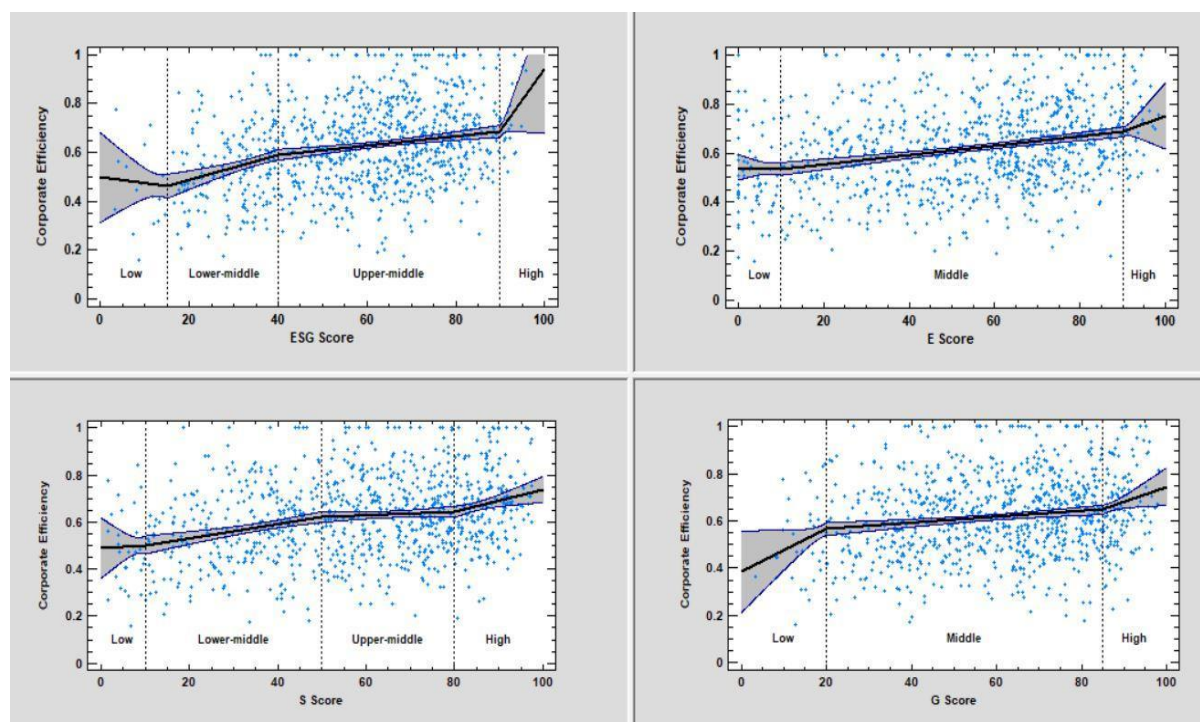 Corporate Efficiency
1
0.8
0.6
0.4
0.2
0
Low Lower-middle Upper-middle High
0 20 40 60 80 100
ESG Score
Corporate Efficiency
1
0.8
0.6
0.4
0.2
0
Low Middle High
0 20 40 60 80 100
E Score
Corporate Efficiency
1
0.8
0.6
0.4
0.2
0
Low Lower-middle Upper-middle High
0 20 40 60 80 100
S Score
Corporate Efficiency
1
0.8
0.6
0.4
0.2
0
Low Middle High
0 20 40 60 80 100
G Score